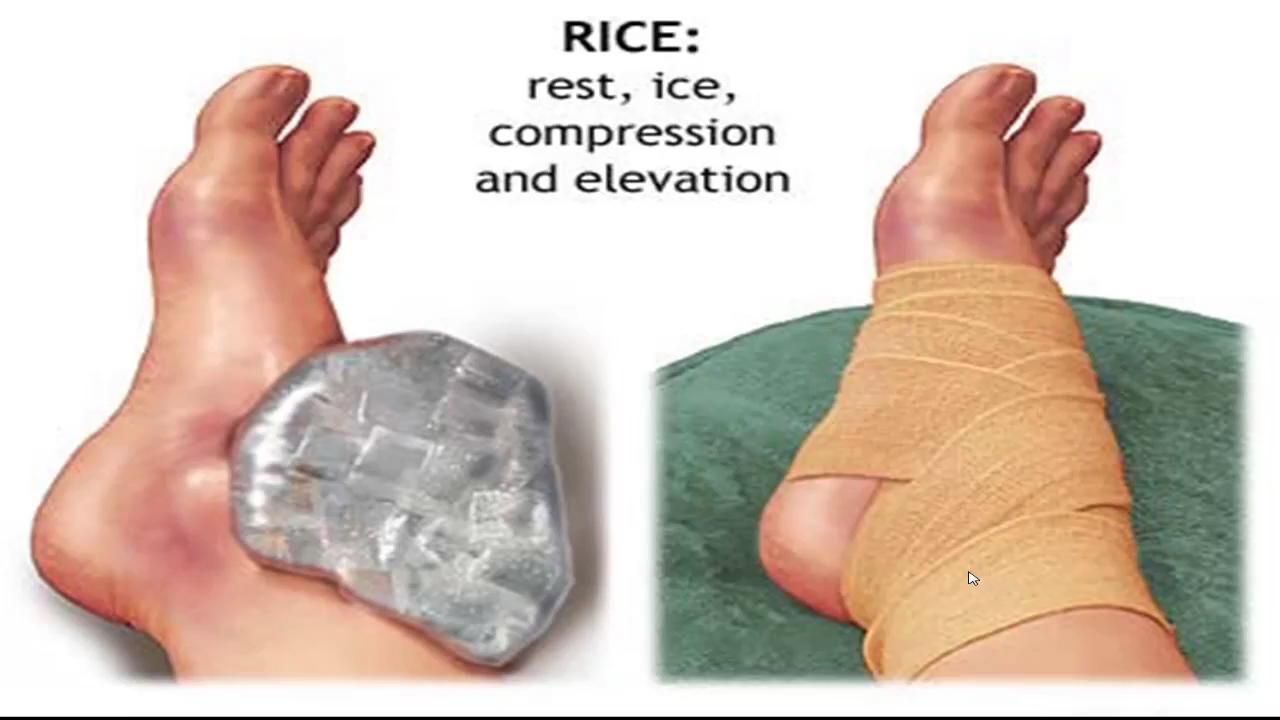 RICE:
rest, ice,
compression
and elevation